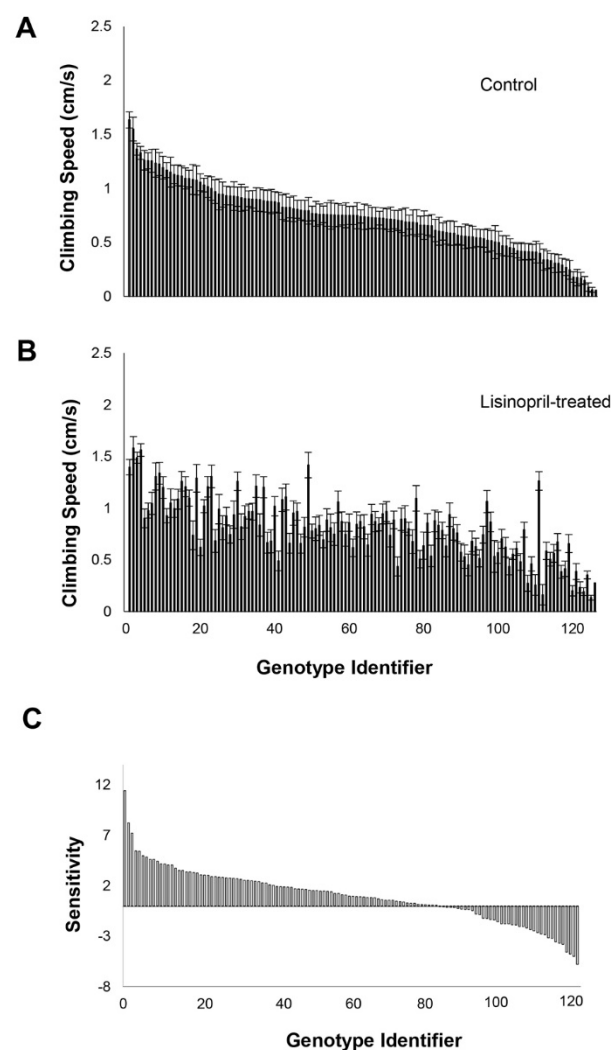 A
2.5
2
1.5
1
0.5
0
Climbing Speed (cm/s)
Control
B
2.5
2
1.5
1
0.5
0
Climbing Speed (cm/s)
Lisinopril-treated
0 20 40 60 80 100 120
Genotype Identifier
C
12
7
2
-3
-8
Sensitivity
0 20 40 60 80 100 120
Genotype Identifier